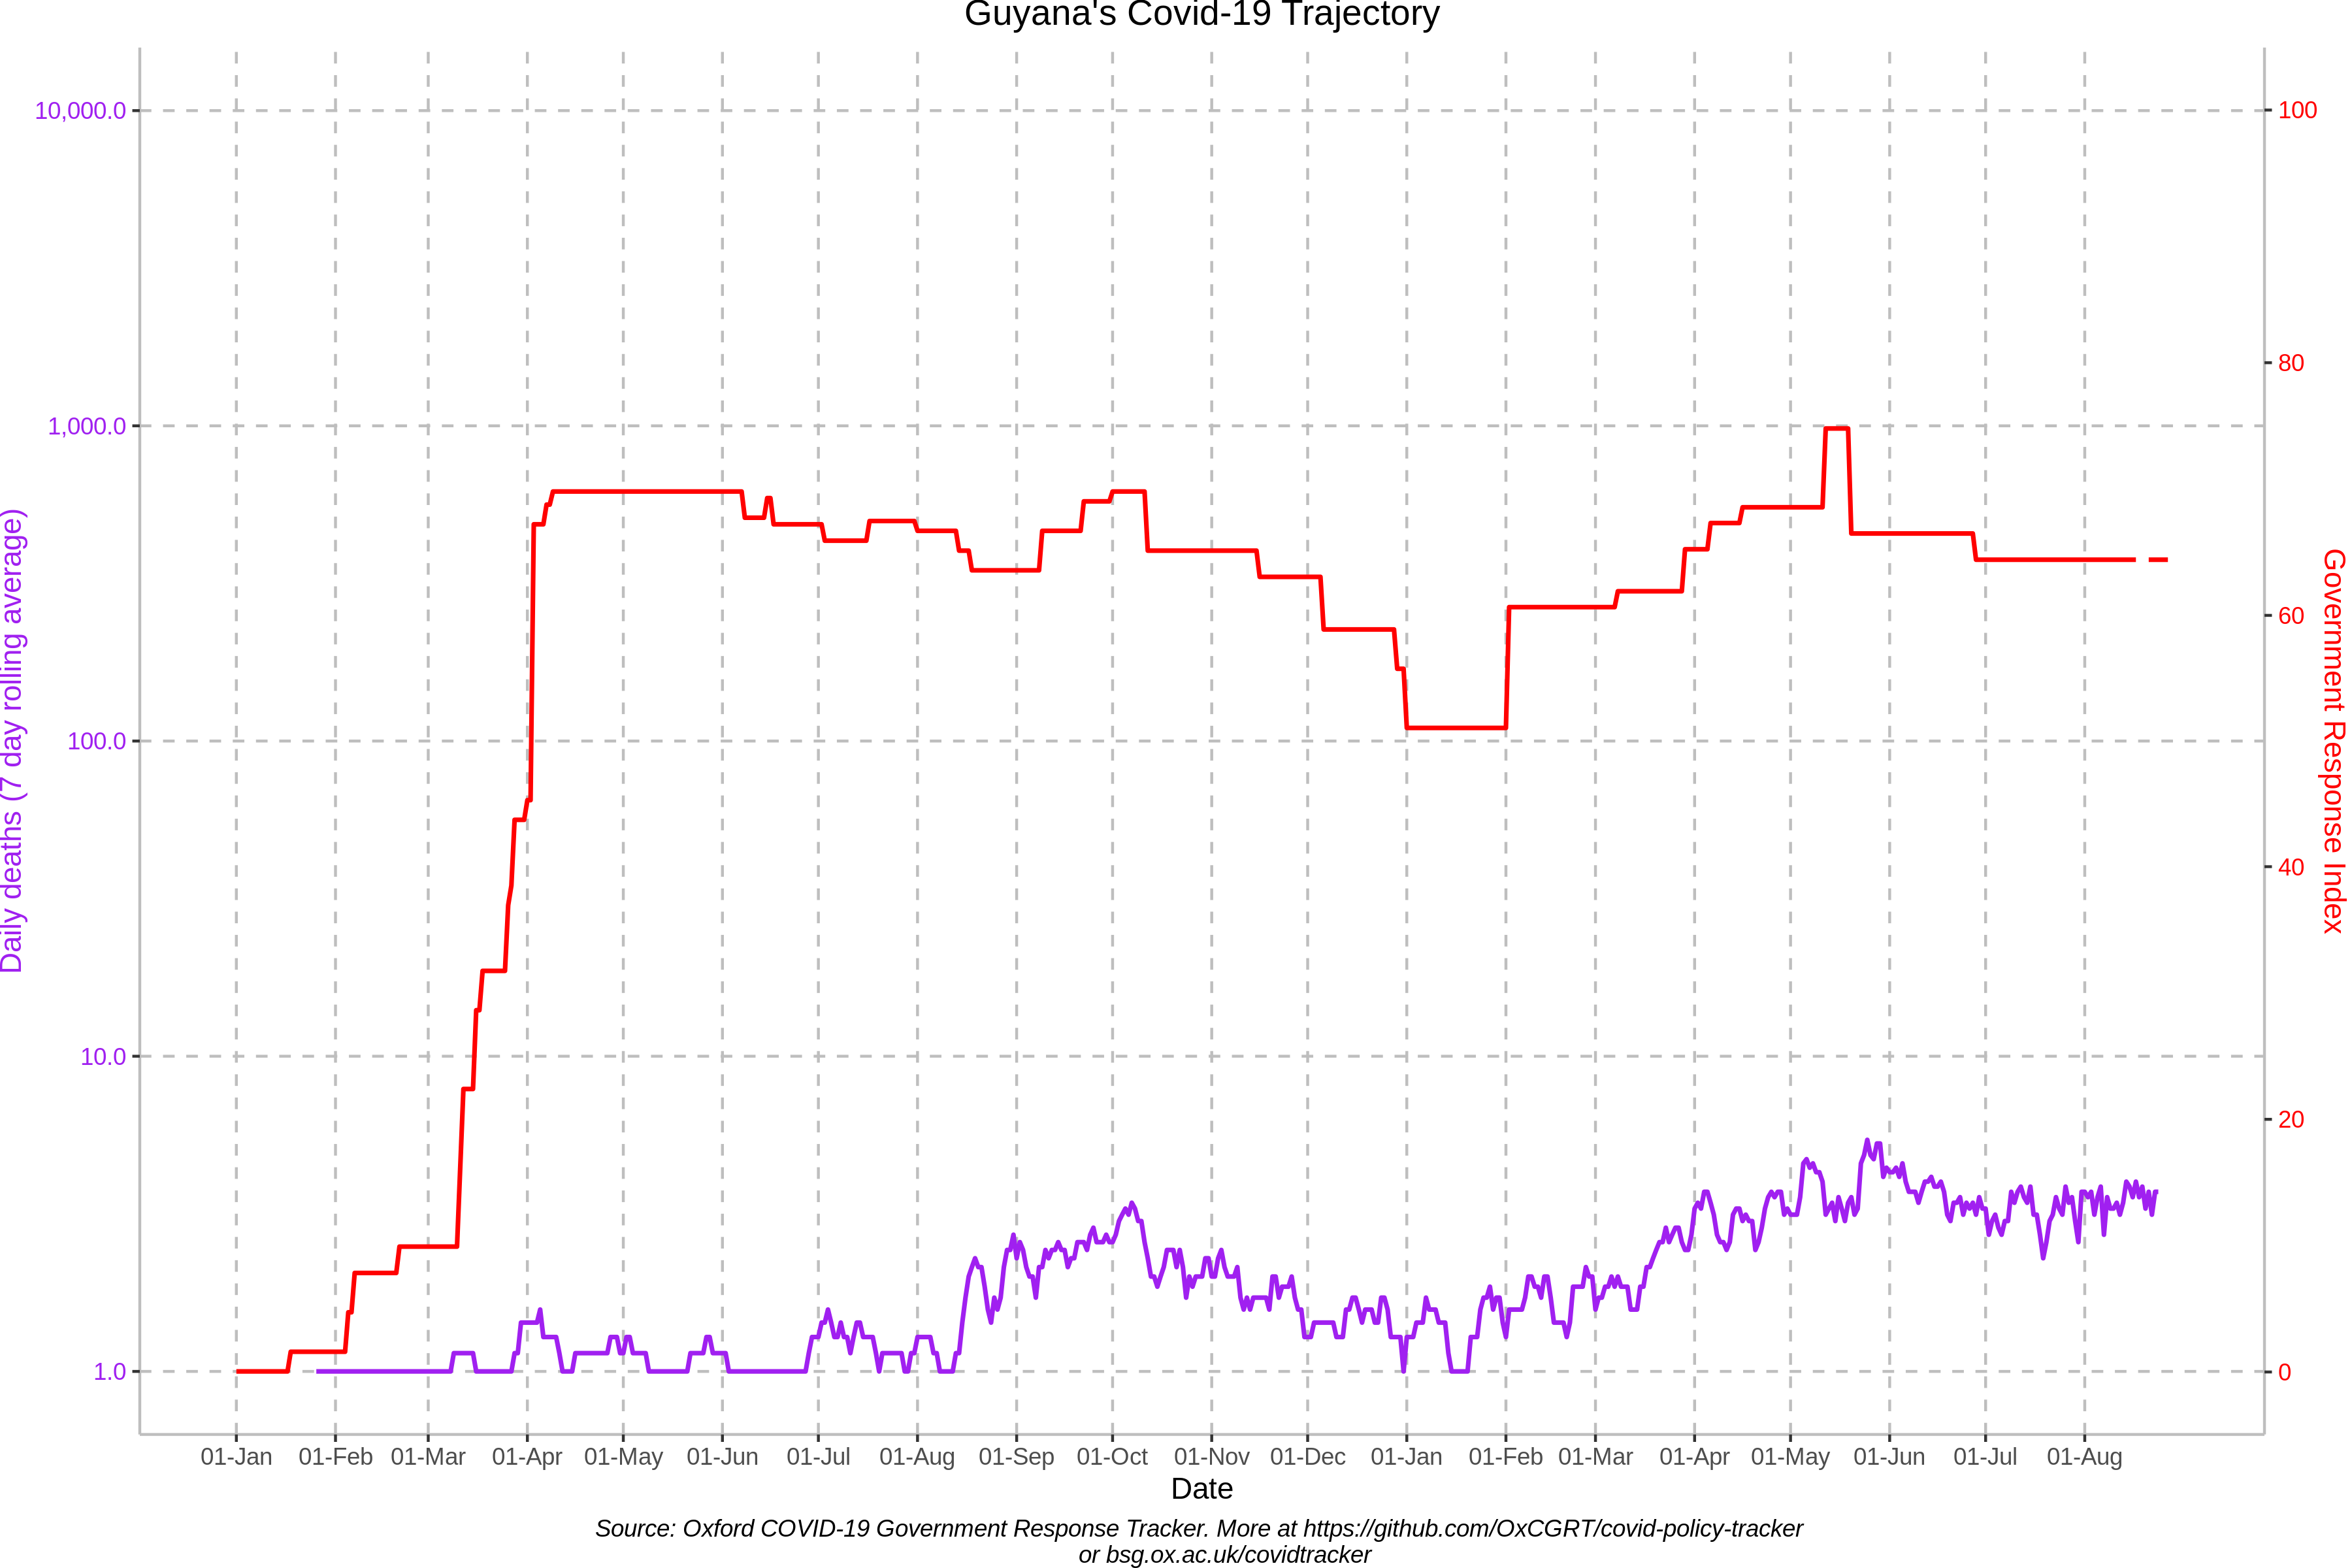 Guyana's Covid-19 Trajectory
10,000.0
1,000.0
100.0
10.0
1.0
Daily deaths (7 day rolling average)
100
80
60
40
20
0
Government Response Index
01-Jan 01-Feb 01-Mar 01-Apr 01-May 01-Jun 01-Jul 01-Aug 01-Sep 01-Oct 01-Nov 01-Dec 01-Jan 01-Feb 01-Mar 01-Apr 01-May 01-Jun 01-Jul 01-Aug
Date
Source: Oxford COVID-19 Government Response Tracker. More at https://github.com/OxCGRT/covid-policy-tracker
or bsg.ox.ac.uk/covidtracker